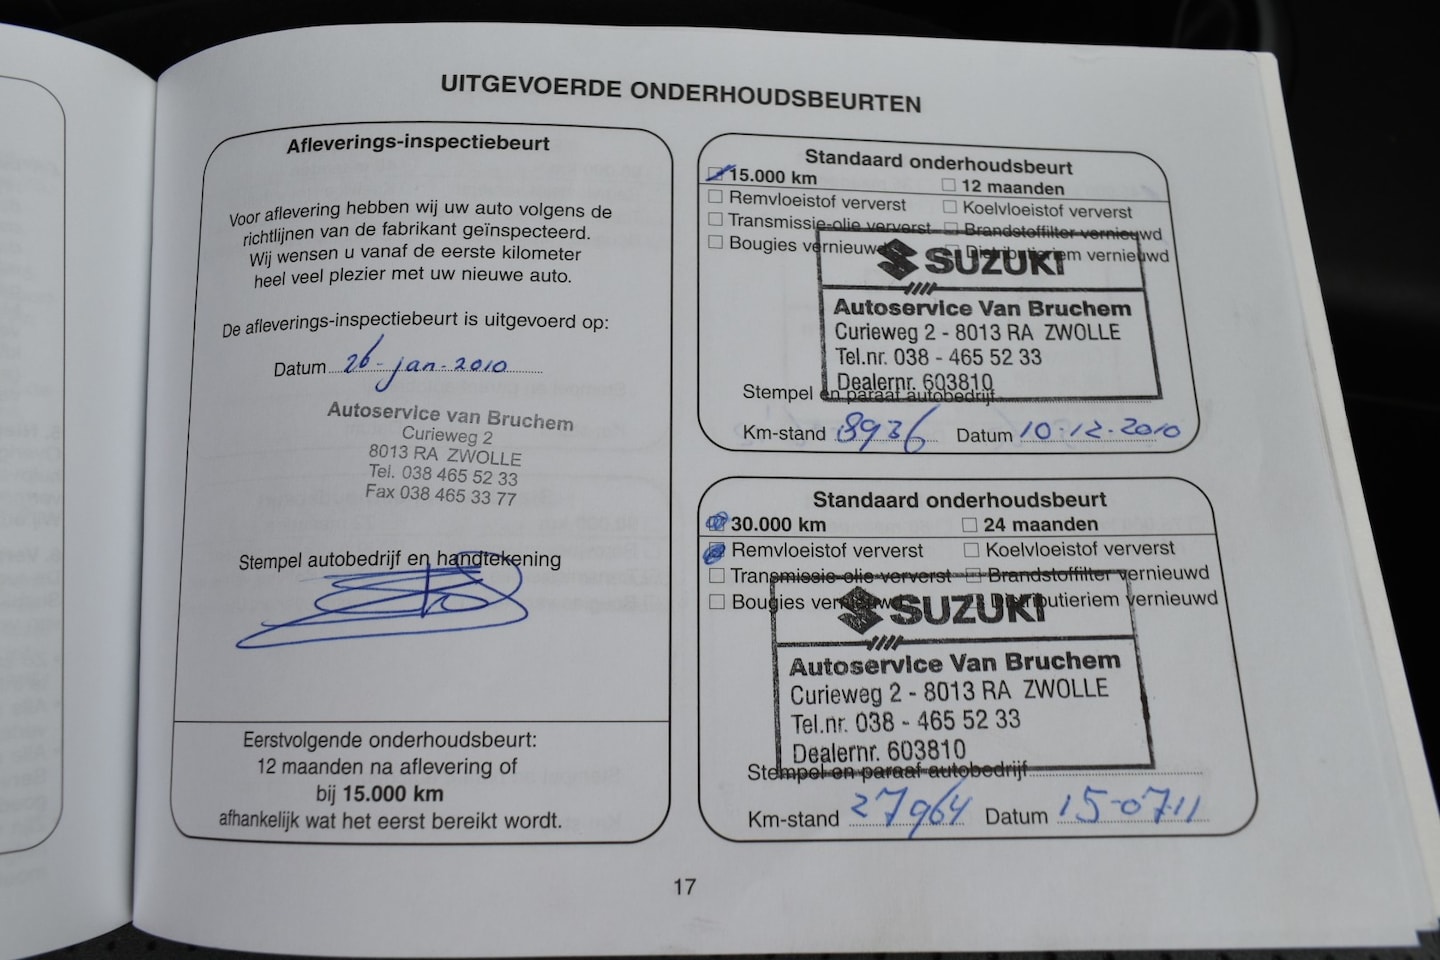 UITGEVOERDE ONDERHOUDSBEURTEN
Afleverings-inspectiebeurt
Voor aflevering hebben wij uw auto volgens de
richtlijnen van de fabrikant geïnspecteerd.
Wij wensen u vanaf de eerste kilometer
heel veel plezier met uw nieuwe auto.
De afleverings-inspectiebeurt is uitgevoerd op:
Datum 26-jan-2010
Autoservice van Bruchem
Curieweg 2
8013 RA ZWOLLE
Tel. 038 465 52 33
Fax 038 465 33 77
Stempel autobedrijf en handtekening
Eerstvolgende onderhoudsbeurt:
12 maanden na aflevering of
bij 15.000 km
afhankelijk wat het eerst bereikt wordt.
Standaard onderhoudsbeurt
15.000 km 12 maanden
Remvloeistof ververst Koelvloeistof ververst
Transmissie-olie ververst Brandstoffilter vernieuwd
Bougies vernieuwd Distributieriem vernieuwd
SUZUKI
Autoservice Van Bruchem
Curieweg 2 - 8013 RA ZWOLLE
Tel.nr. 038 - 465 52 33
Dealernr. 603810
Stempel en paraaf autobedrijf
Km-stand 8936 Datum 10-12-2010
Standaard onderhoudsbeurt
30.000 km 24 maanden
Remvloeistof ververst Koelvloeistof ververst
Transmissie-olie ververst Brandstoffilter vernieuwd
Bougies vernieuwd Distributieriem vernieuwd
SUZUKI
Autoservice Van Bruchem
Curieweg 2 - 8013 RA ZWOLLE
Tel.nr. 038 - 465 52 33
Dealernr. 603810
Stempel en paraaf autobedrijf
Km-stand 27964 Datum 15-07-11
17